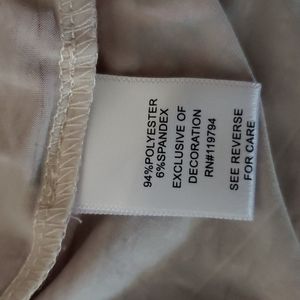 94%POLYESTER
6%SPANDEX
EXCLUSIVE OF
DECORATION
RN#119794
SEE REVERSE
FOR CARE